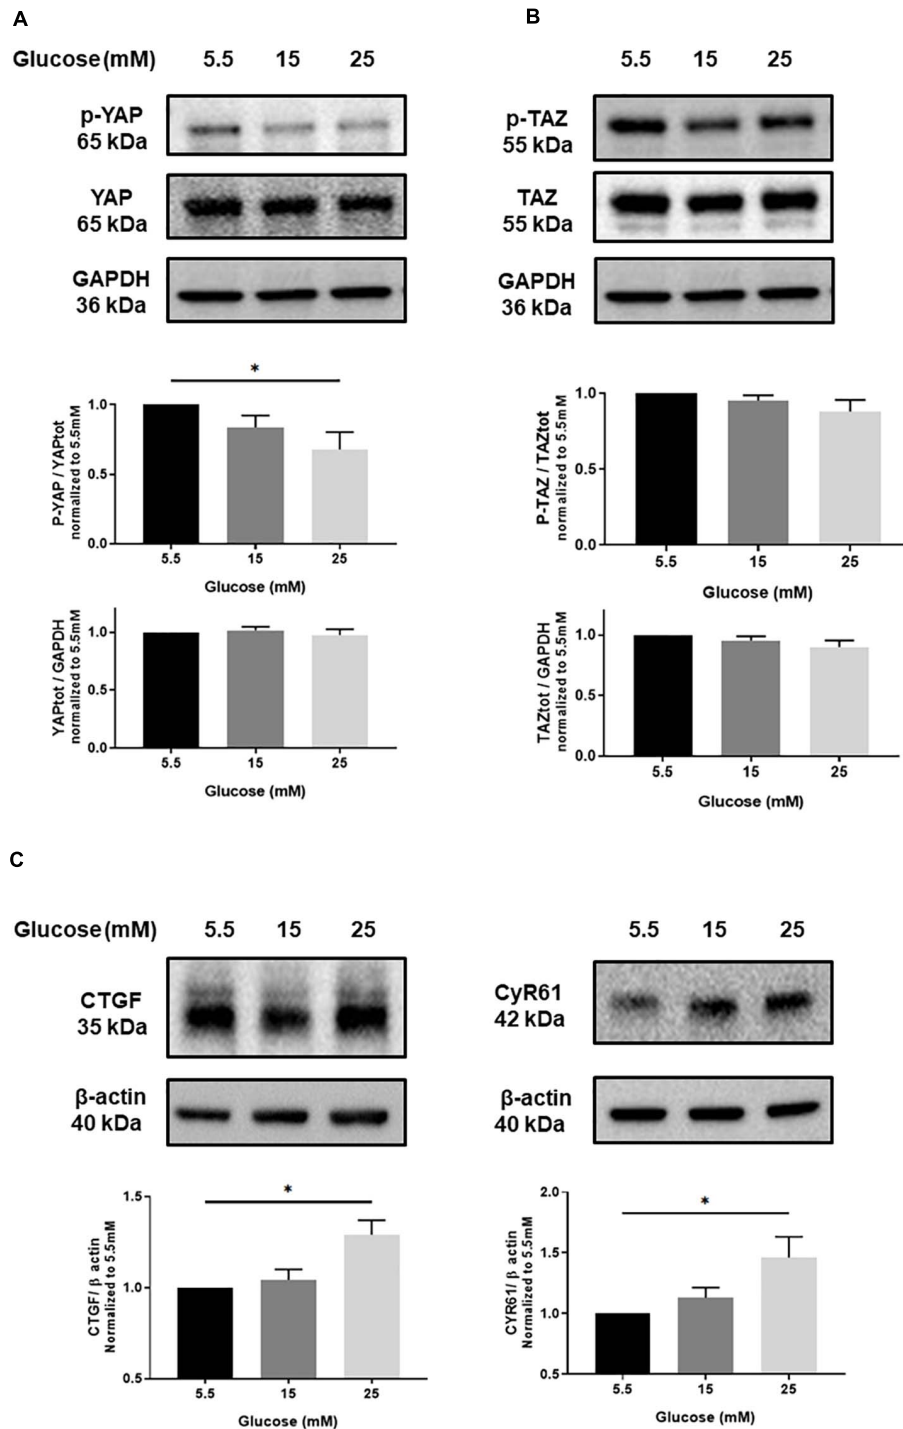 A
Glucose (mM) 5.5 15 25
p-YAP
65 kDa
YAP
65 kDa
GAPDH
36 kDa
*
P-YAP / YAPtot
normalized to 5.5mM
1.0
0.5
0.0
5.5 15 25
Glucose (mM)
YAPtot / GAPDH
normalized to 5.5mM
1.0
0.5
0.0
5.5 15 25
Glucose (mM)
B
5.5 15 25
p-TAZ
55 kDa
TAZ
55 kDa
GAPDH
36 kDa
P-TAZ / TAZtot
normalized to 5.5mM
1.0
0.5
0.0
5.5 15 25
Glucose (mM)
TAZtot / GAPDH
normalized to 5.5mM
1.0
0.5
0.0
5.5 15 25
Glucose (mM)
C
Glucose (mM) 5.5 15 25
CTGF
35 kDa
β-actin
40 kDa
*
CTGF/ β actin
Normalized to 5.5mM
1.5
1.0
0.5
5.5 15 25
Glucose (mM)
5.5 15 25
CyR61
42 kDa
β-actin
40 kDa
*
CYR61/ β actin
Normalized to 5.5mM
2.0
1.5
1.0
0.5
5.5 15 25
Glucose (mM)